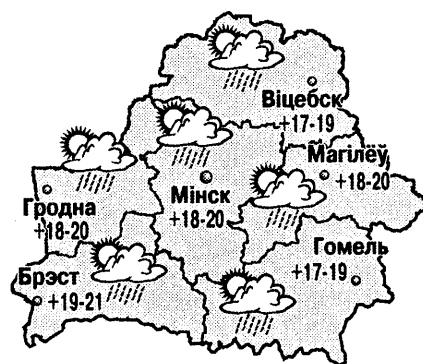 Віцебск
+17-19
Магілёў
+18-20
Мінск
+18-20
Гродна
+18-20
Гомель
+17-19
Брэст
+19-21